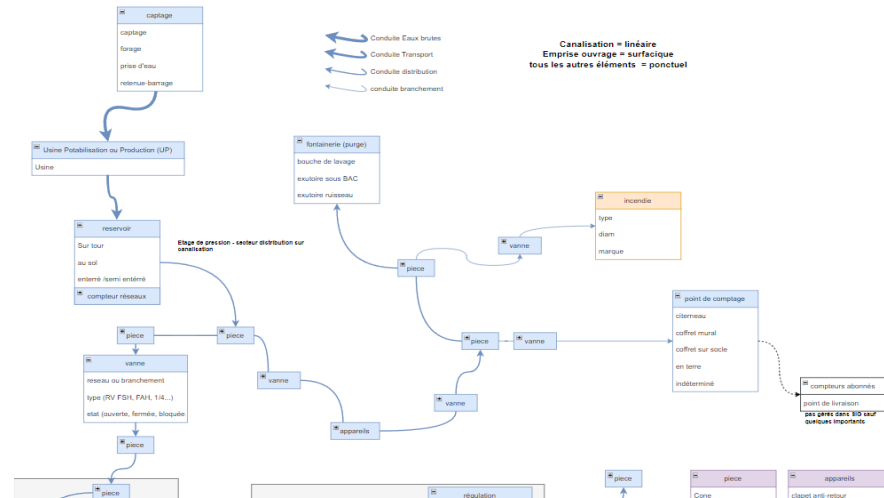 captage
captage
forage
prise d'eau
retenue-barrage
Conduite Eaux brutes
Conduite Transport
Conduite distribution
conduite branchement
Canalisation = linéaire
Emprise ouvrage = surfacique
tous les autres éléments = ponctuel
Usine Potabilisation ou Production (UP)
Usine
fontainerie (purge)
bouche de lavage
exutoire sous BAC
exutoire ruisseau
incendie
type
diam
marque
reservoir
Sur tour
au sol
enterré /semi entérré
compteur réseaux
Etage de pression - secteur distribution sur
canalisation
vanne
piece
point de comptage
citerneau
coffret mural
coffret sur socle
en terre
indéterminé
piece
piece
piece
vanne
vanne
reseau ou branchement
type (RV FSH, FAH, 1/4...)
etat (ouverte, fermée, bloquée
vanne
vanne
appareils
compteurs abonnés
point de livraison
pas gérés dans SIG sauf
quelques importants
piece
piece
régulation
piece
piece
Cone
appareils
clapet anti-retour